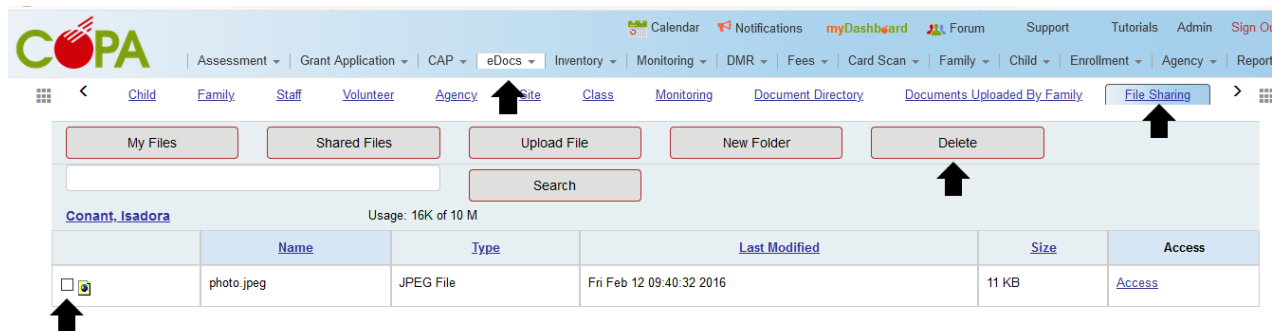 Calendar Notifications myDashboard Forum Support Tutorials Admin Sign Ou
COPA
Assessment Grant Application CAP eDocs Inventory Monitoring DMR Fees Card Scan Family Child Enrollment Agency Report
Child Family Staff Volunteer Agency Site Class Monitoring Document Directory Documents Uploaded By Family File Sharing
My Files Shared Files Upload File New Folder Delete
Search
Conant, Isadora Usage: 16K of 10 M
Name Type Last Modified Size Access
photo.jpeg JPEG File Fri Feb 12 09:40:32 2016 11 KB Access